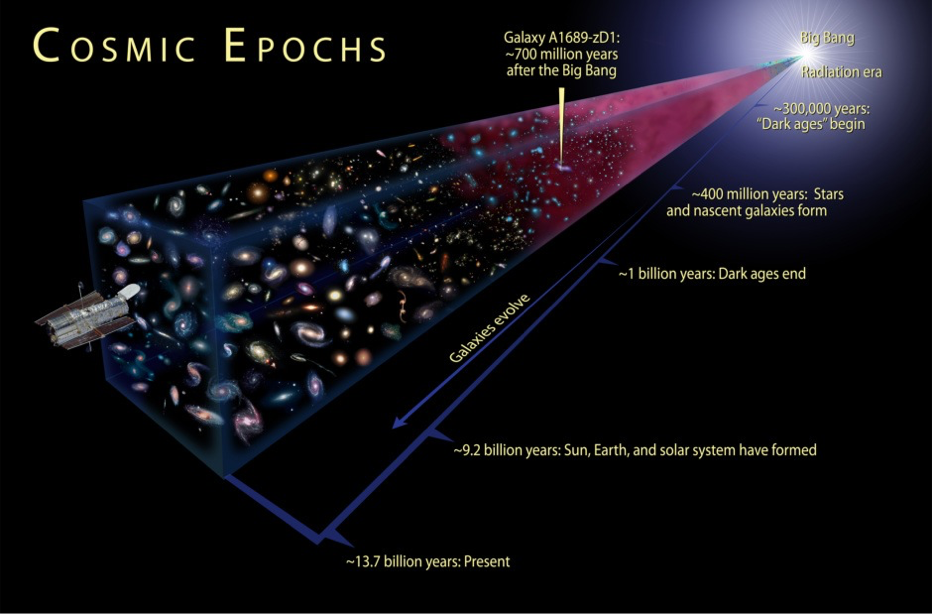 COSMIC EPOCHS
Galaxy A1689-zD1:
~700 million years
after the Big Bang
Big Bang
Radiation era
~300,000 years:
“Dark ages” begin
~400 million years: Stars
and nascent galaxies form
~1 billion years: Dark ages end
Galaxies evolve
~9.2 billion years: Sun, Earth, and solar system have formed
~13.7 billion years: Present